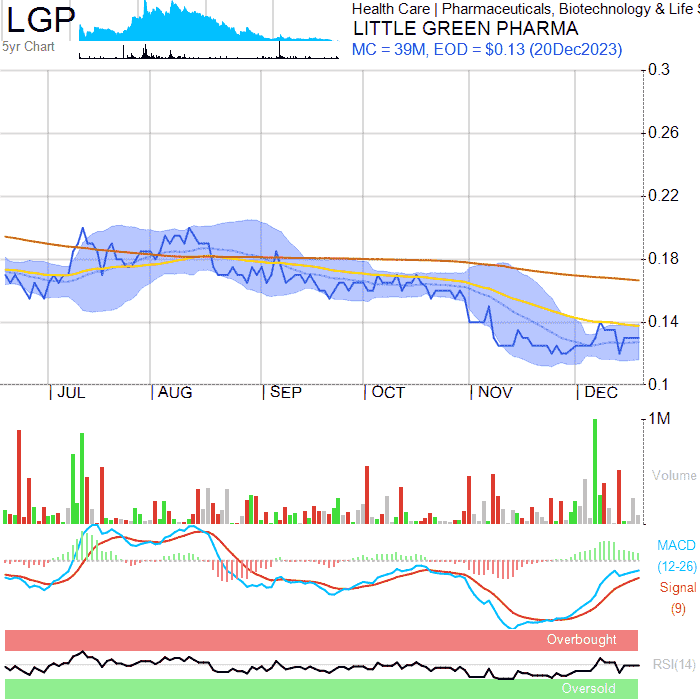 LGP
5yr Chart
Health Care | Pharmaceuticals, Biotechnology & Life S
LITTLE GREEN PHARMA
MC = 39M, EOD = $0.13 (20Dec2023)
0.3
0.26
0.22
0.18
0.14
0.1
JUL AUG SEP OCT NOV DEC
1M
Volume
MACD
(12-26)
Signal
(9)
Overbought
RSI(14)
Oversold